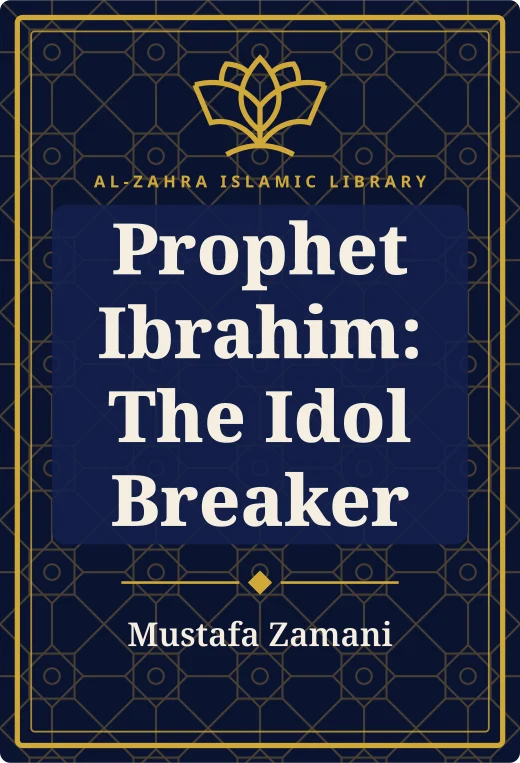 AL-ZAHRA ISLAMIC LIBRARY
Prophet
Ibrahim:
The Idol
Breaker
Mustafa Zamani